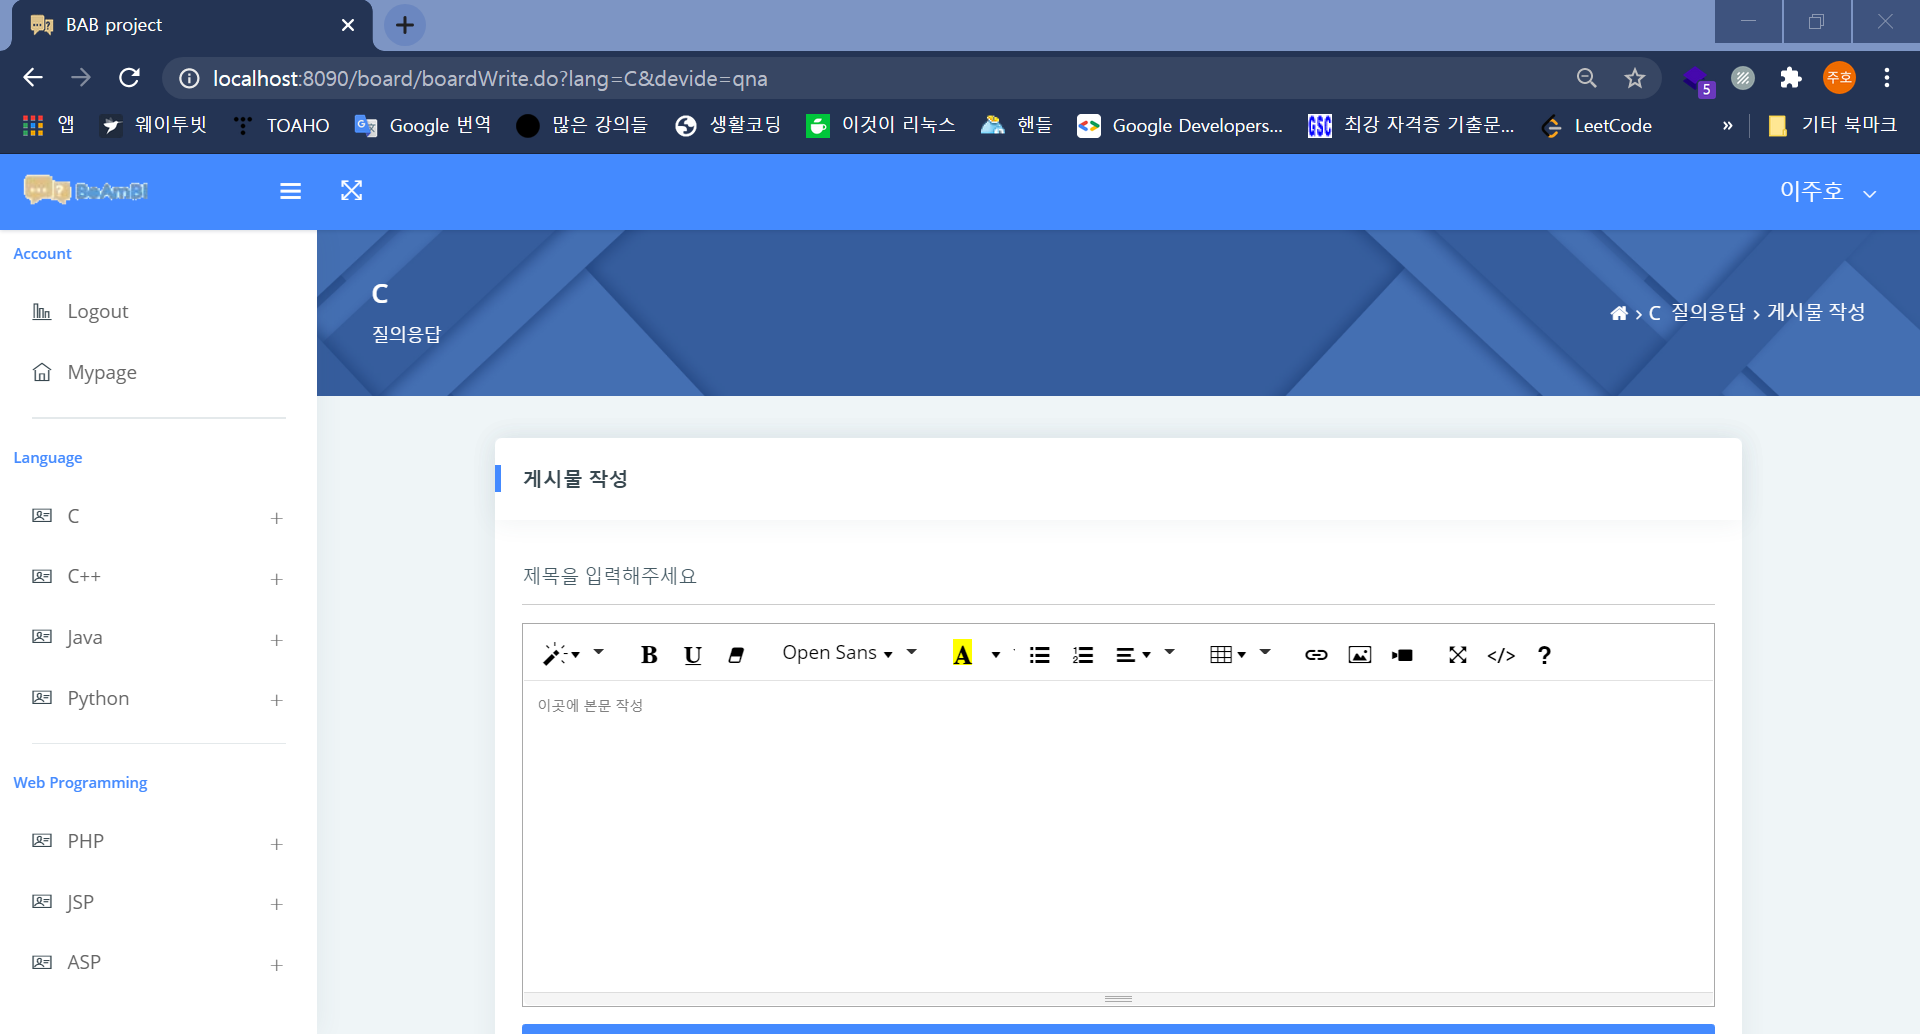 BAB project
localhost:8090/board/boardWrite.do?lang=C&devide=qna
5
주호
앱
웨이투빗
TOAHO
Google 번역
많은 강의들
생활코딩
이것이 리눅스
핸들
Google Developers...
GSC
최강 자격증 기출문...
LeetCode
»
기타 북마크
BeAmBl
이주호
Account
Logout
Mypage
Language
C
C++
Java
Python
Web Programming
PHP
JSP
ASP
C
질의응답
› C 질의응답 › 게시물 작성
게시물 작성
제목을 입력해주세요
B U Open Sans A </> ?
이곳에 본문 작성